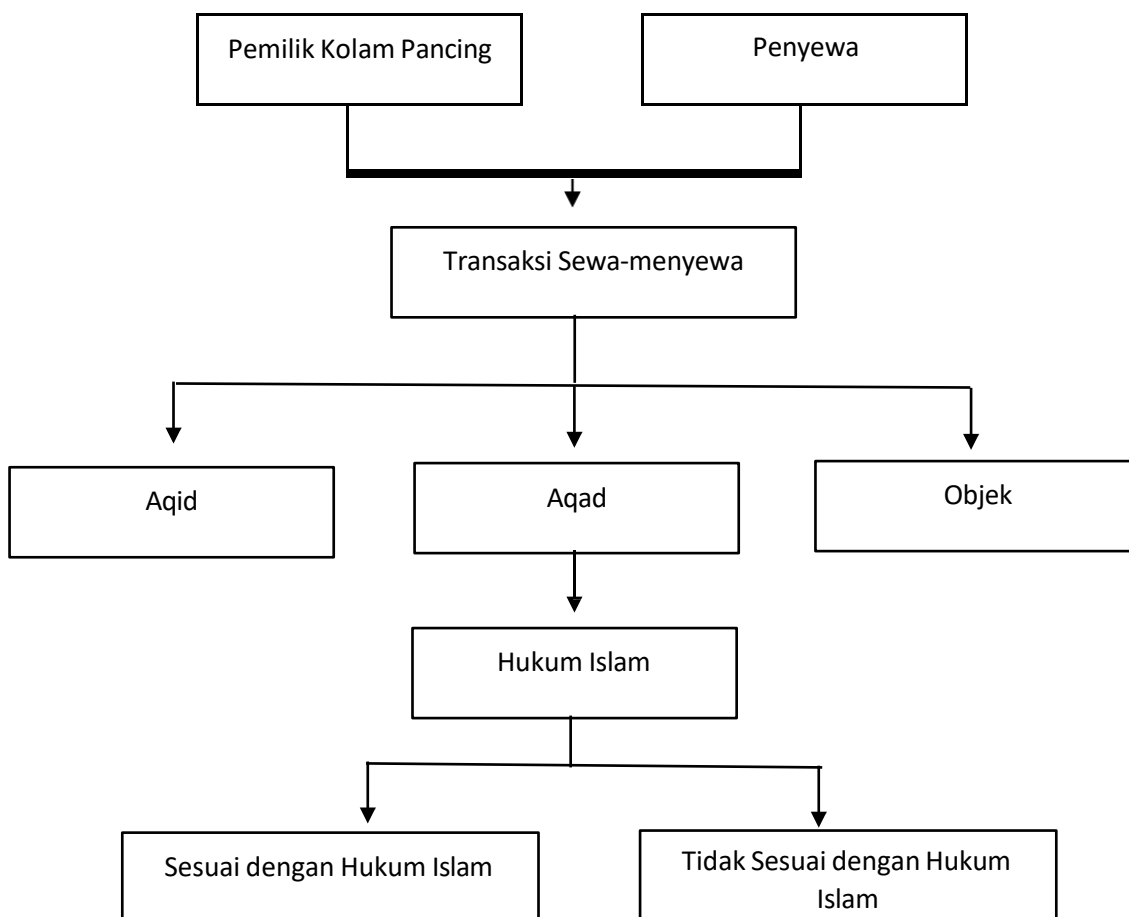 Pemilik Kolam Pancing
Penyewa
Transaksi Sewa-menyewa
Aqid
Aqad
Objek
Hukum Islam
Sesuai dengan Hukum Islam
Tidak Sesuai dengan Hukum
Islam